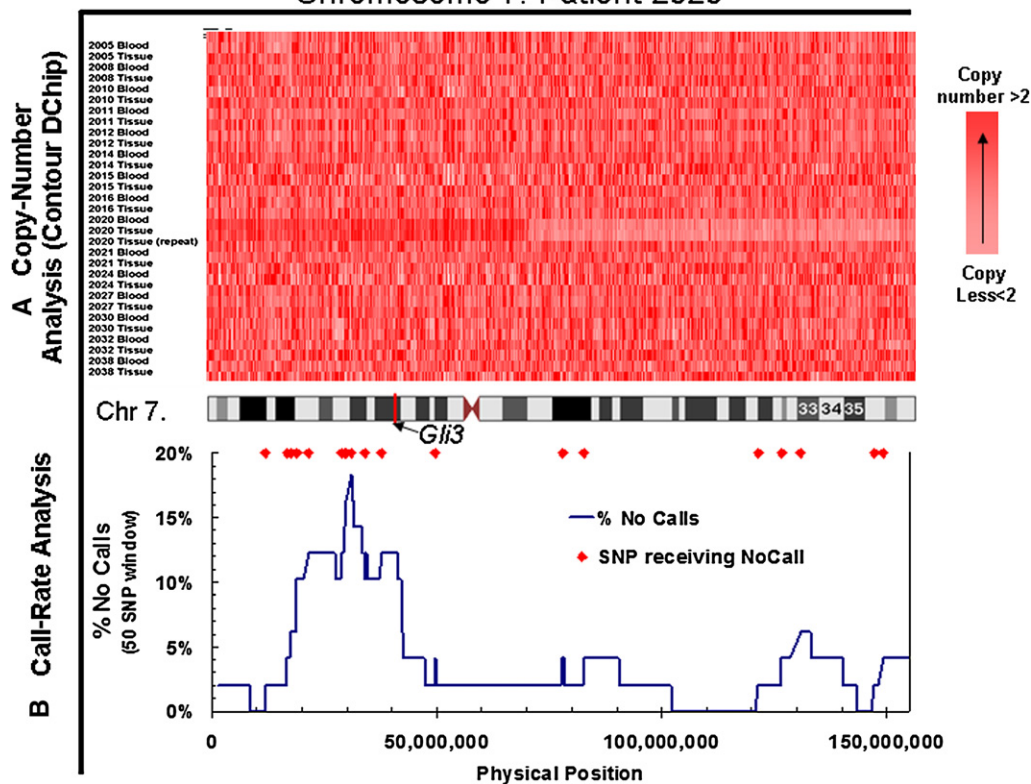 Chromosome 7: Patient 2020
A Copy-Number
Analysis (Contour DChip)
2005 Blood
2005 Tissue
2008 Blood
2008 Tissue
2010 Blood
2010 Tissue
2011 Blood
2011 Tissue
2012 Blood
2012 Tissue
2014 Blood
2014 Tissue
2015 Blood
2015 Tissue
2016 Blood
2016 Tissue
2020 Blood
2020 Tissue
2020 Tissue (repeat)
2021 Blood
2021 Tissue
2024 Blood
2024 Tissue
2027 Blood
2027 Tissue
2030 Blood
2030 Tissue
2032 Blood
2032 Tissue
2038 Blood
2038 Tissue
Copy
number >2
Copy
Less<2
Chr 7.
33 34 35
Gli3
B Call-Rate Analysis
% No Calls
(50 SNP window)
20%
15%
10%
5%
0%
% No Calls
SNP receiving NoCall
0
50,000,000
100,000,000
150,000,000
Physical Position